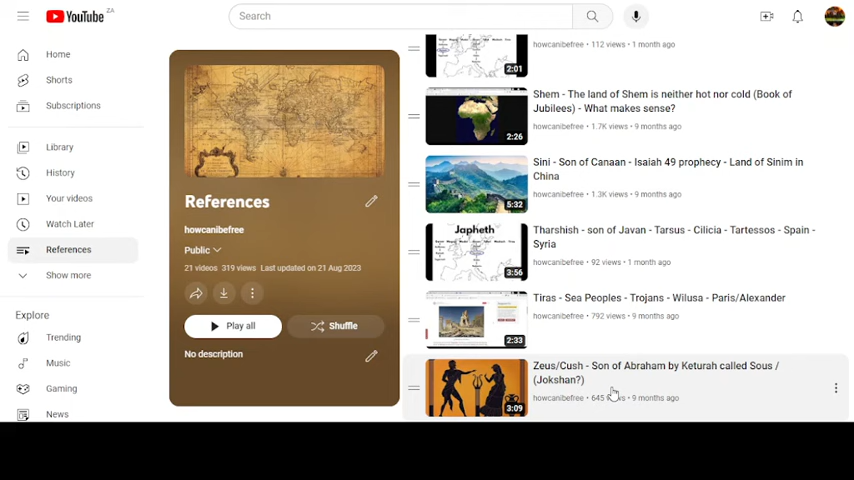 YouTube ZA
Search
Home
Shorts
Subscriptions
Library
History
Your videos
Watch Later
References
Show more
Explore
Trending
Music
Gaming
News
References
howcanibefree
Public
21 videos 319 views Last updated on 21 Aug 2023
Play all
Shuffle
No description
2:01
howcanibefree • 112 views • 1 month ago
2:26
Shem - The land of Shem is neither hot nor cold (Book of
Jubilees) - What makes sense?
howcanibefree • 1.7K views • 9 months ago
5:32
Sini - Son of Canaan - Isaiah 49 prophecy - Land of Sinim in
China
howcanibefree • 1.3K views • 9 months ago
Japheth
3:56
Tharshish - son of Javan - Tarsus - Cilicia - Tartessos - Spain -
Syria
howcanibefree • 92 views • 1 month ago
2:33
Tiras - Sea Peoples - Trojans - Wilusa - Paris/Alexander
howcanibefree • 792 views • 9 months ago
3:09
Zeus/Cush - Son of Abraham by Keturah called Sous /
(Jokshan?)
howcanibefree • 645 • 9 months ago